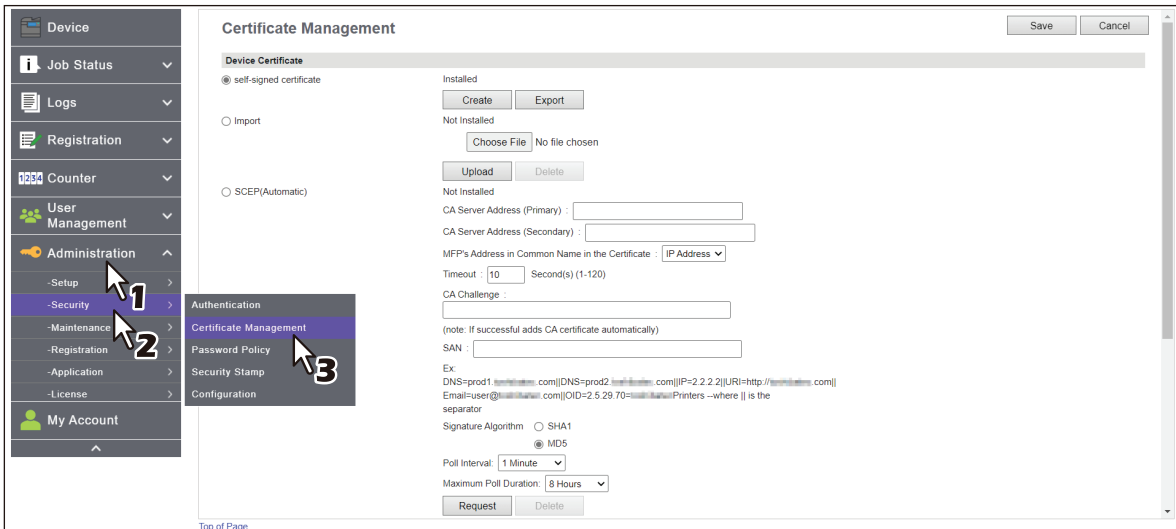 Device
Job Status
Logs
Registration
1234 Counter
User
Management
Administration
-Setup
-Security
-Maintenance
-Registration
-Application
-License
My Account
1
2
3
Authentication
Certificate Management
Password Policy
Security Stamp
Configuration
Certificate Management
Save Cancel
Device Certificate
self-signed certificate Installed
Create Export
Import Not Installed
Choose File No file chosen
Upload Delete
SCEP(Automatic) Not Installed
CA Server Address (Primary) :
CA Server Address (Secondary) :
MFP's Address in Common Name in the Certificate : IP Address
Timeout : 10 Second(s) (1-120)
CA Challenge :
(note: If successful adds CA certificate automatically)
SAN :
Ex:
DNS=prod1. .com||DNS=prod2. .com||IP=2.2.2.2||URI=http:// .com||
Email=user@ .com||OID=2.5.29.70= Printers --where || is the
separator
Signature Algorithm SHA1
MD5
Poll Interval: 1 Minute
Maximum Poll Duration: 8 Hours
Request Delete
Top of Page